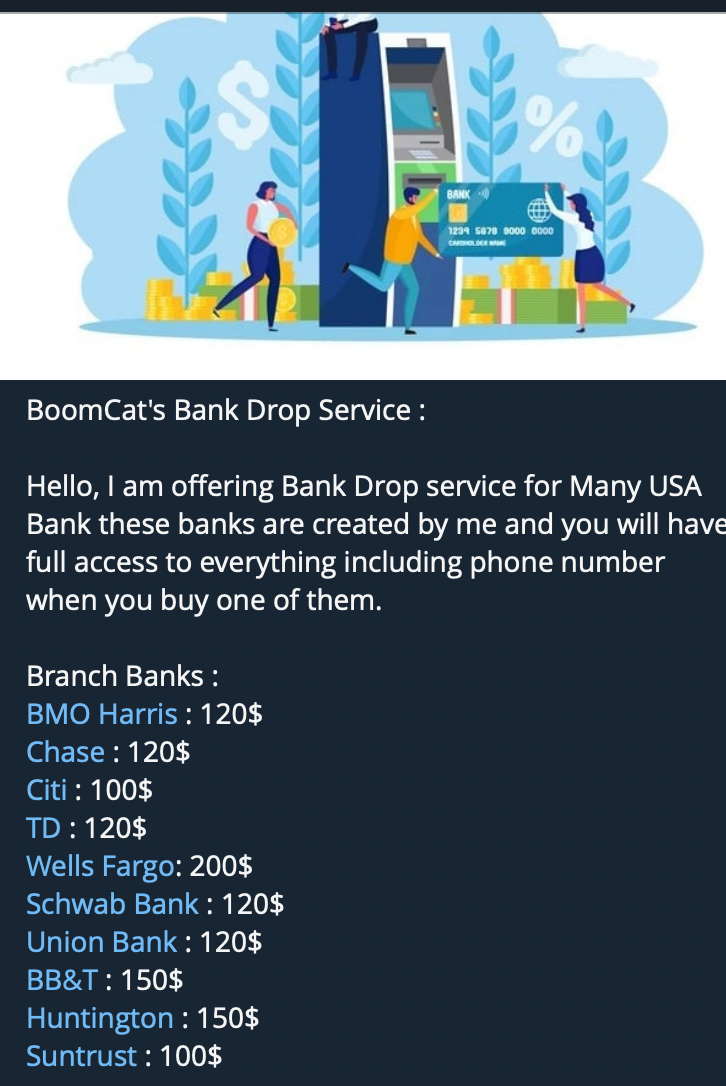 $
%
BANK
1234 5678 9000 0000
CARDHOLDER NAME
BoomCat's Bank Drop Service :
Hello, I am offering Bank Drop service for Many USA
Bank these banks are created by me and you will have
full access to everything including phone number
when you buy one of them.
Branch Banks :
BMO Harris : 120$
Chase : 120$
Citi : 100$
TD : 120$
Wells Fargo: 200$
Schwab Bank : 120$
Union Bank : 120$
BB&T : 150$
Huntington : 150$
Suntrust : 100$